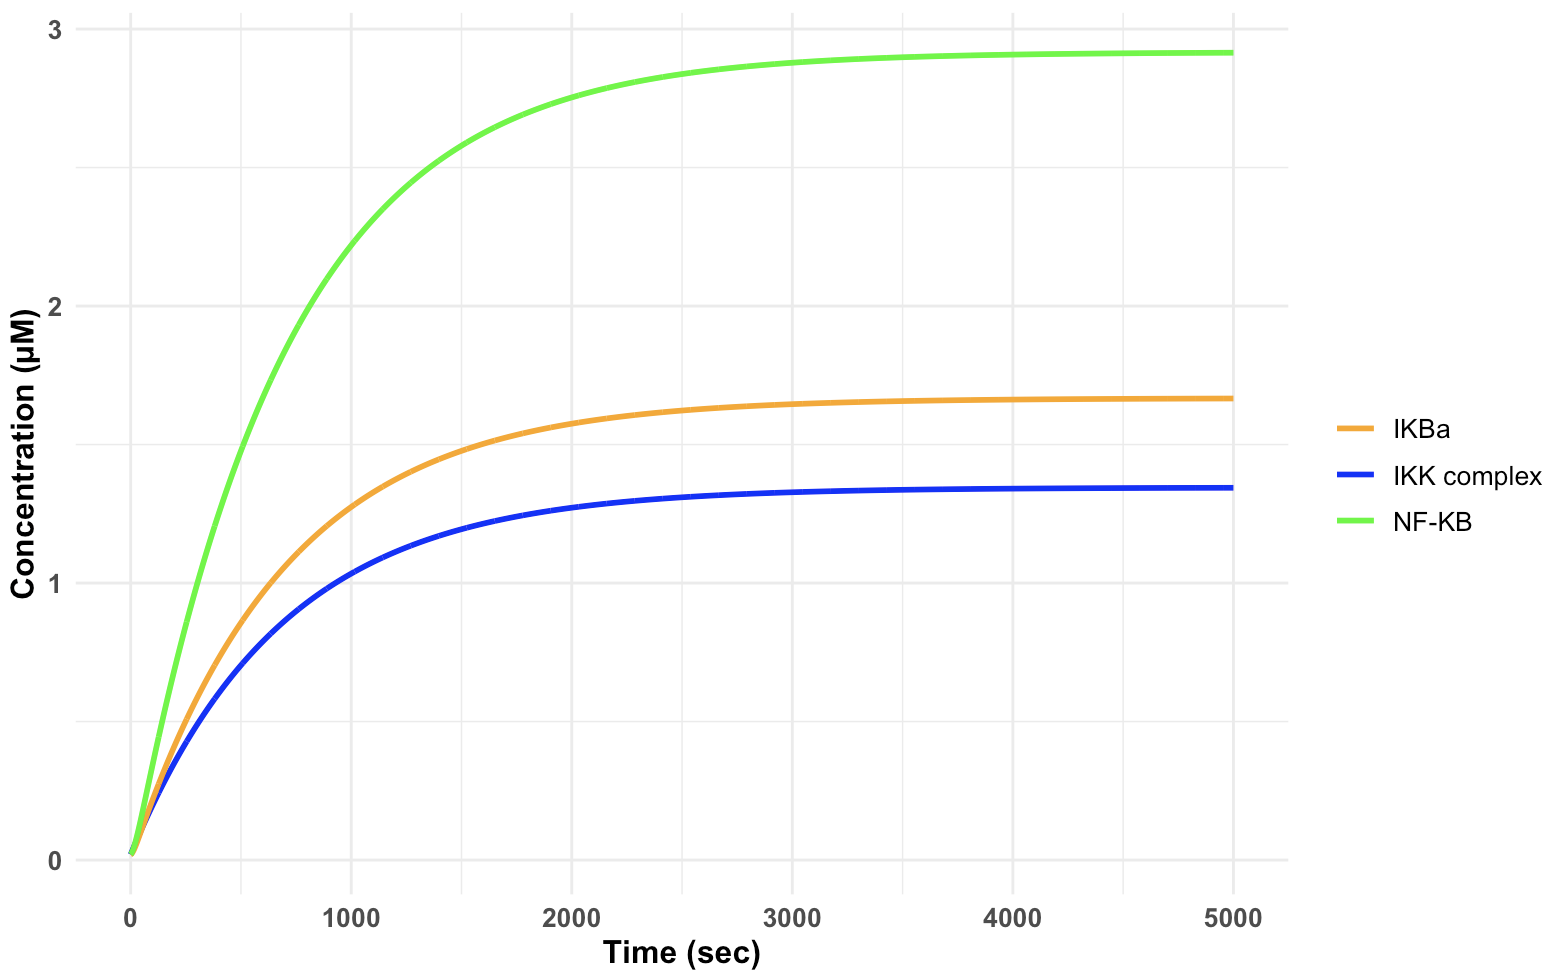 Concentration (µM)
3
2
1
0
0 1000 2000 3000 4000 5000
Time (sec)
IKBa
IKK complex
NF-KB